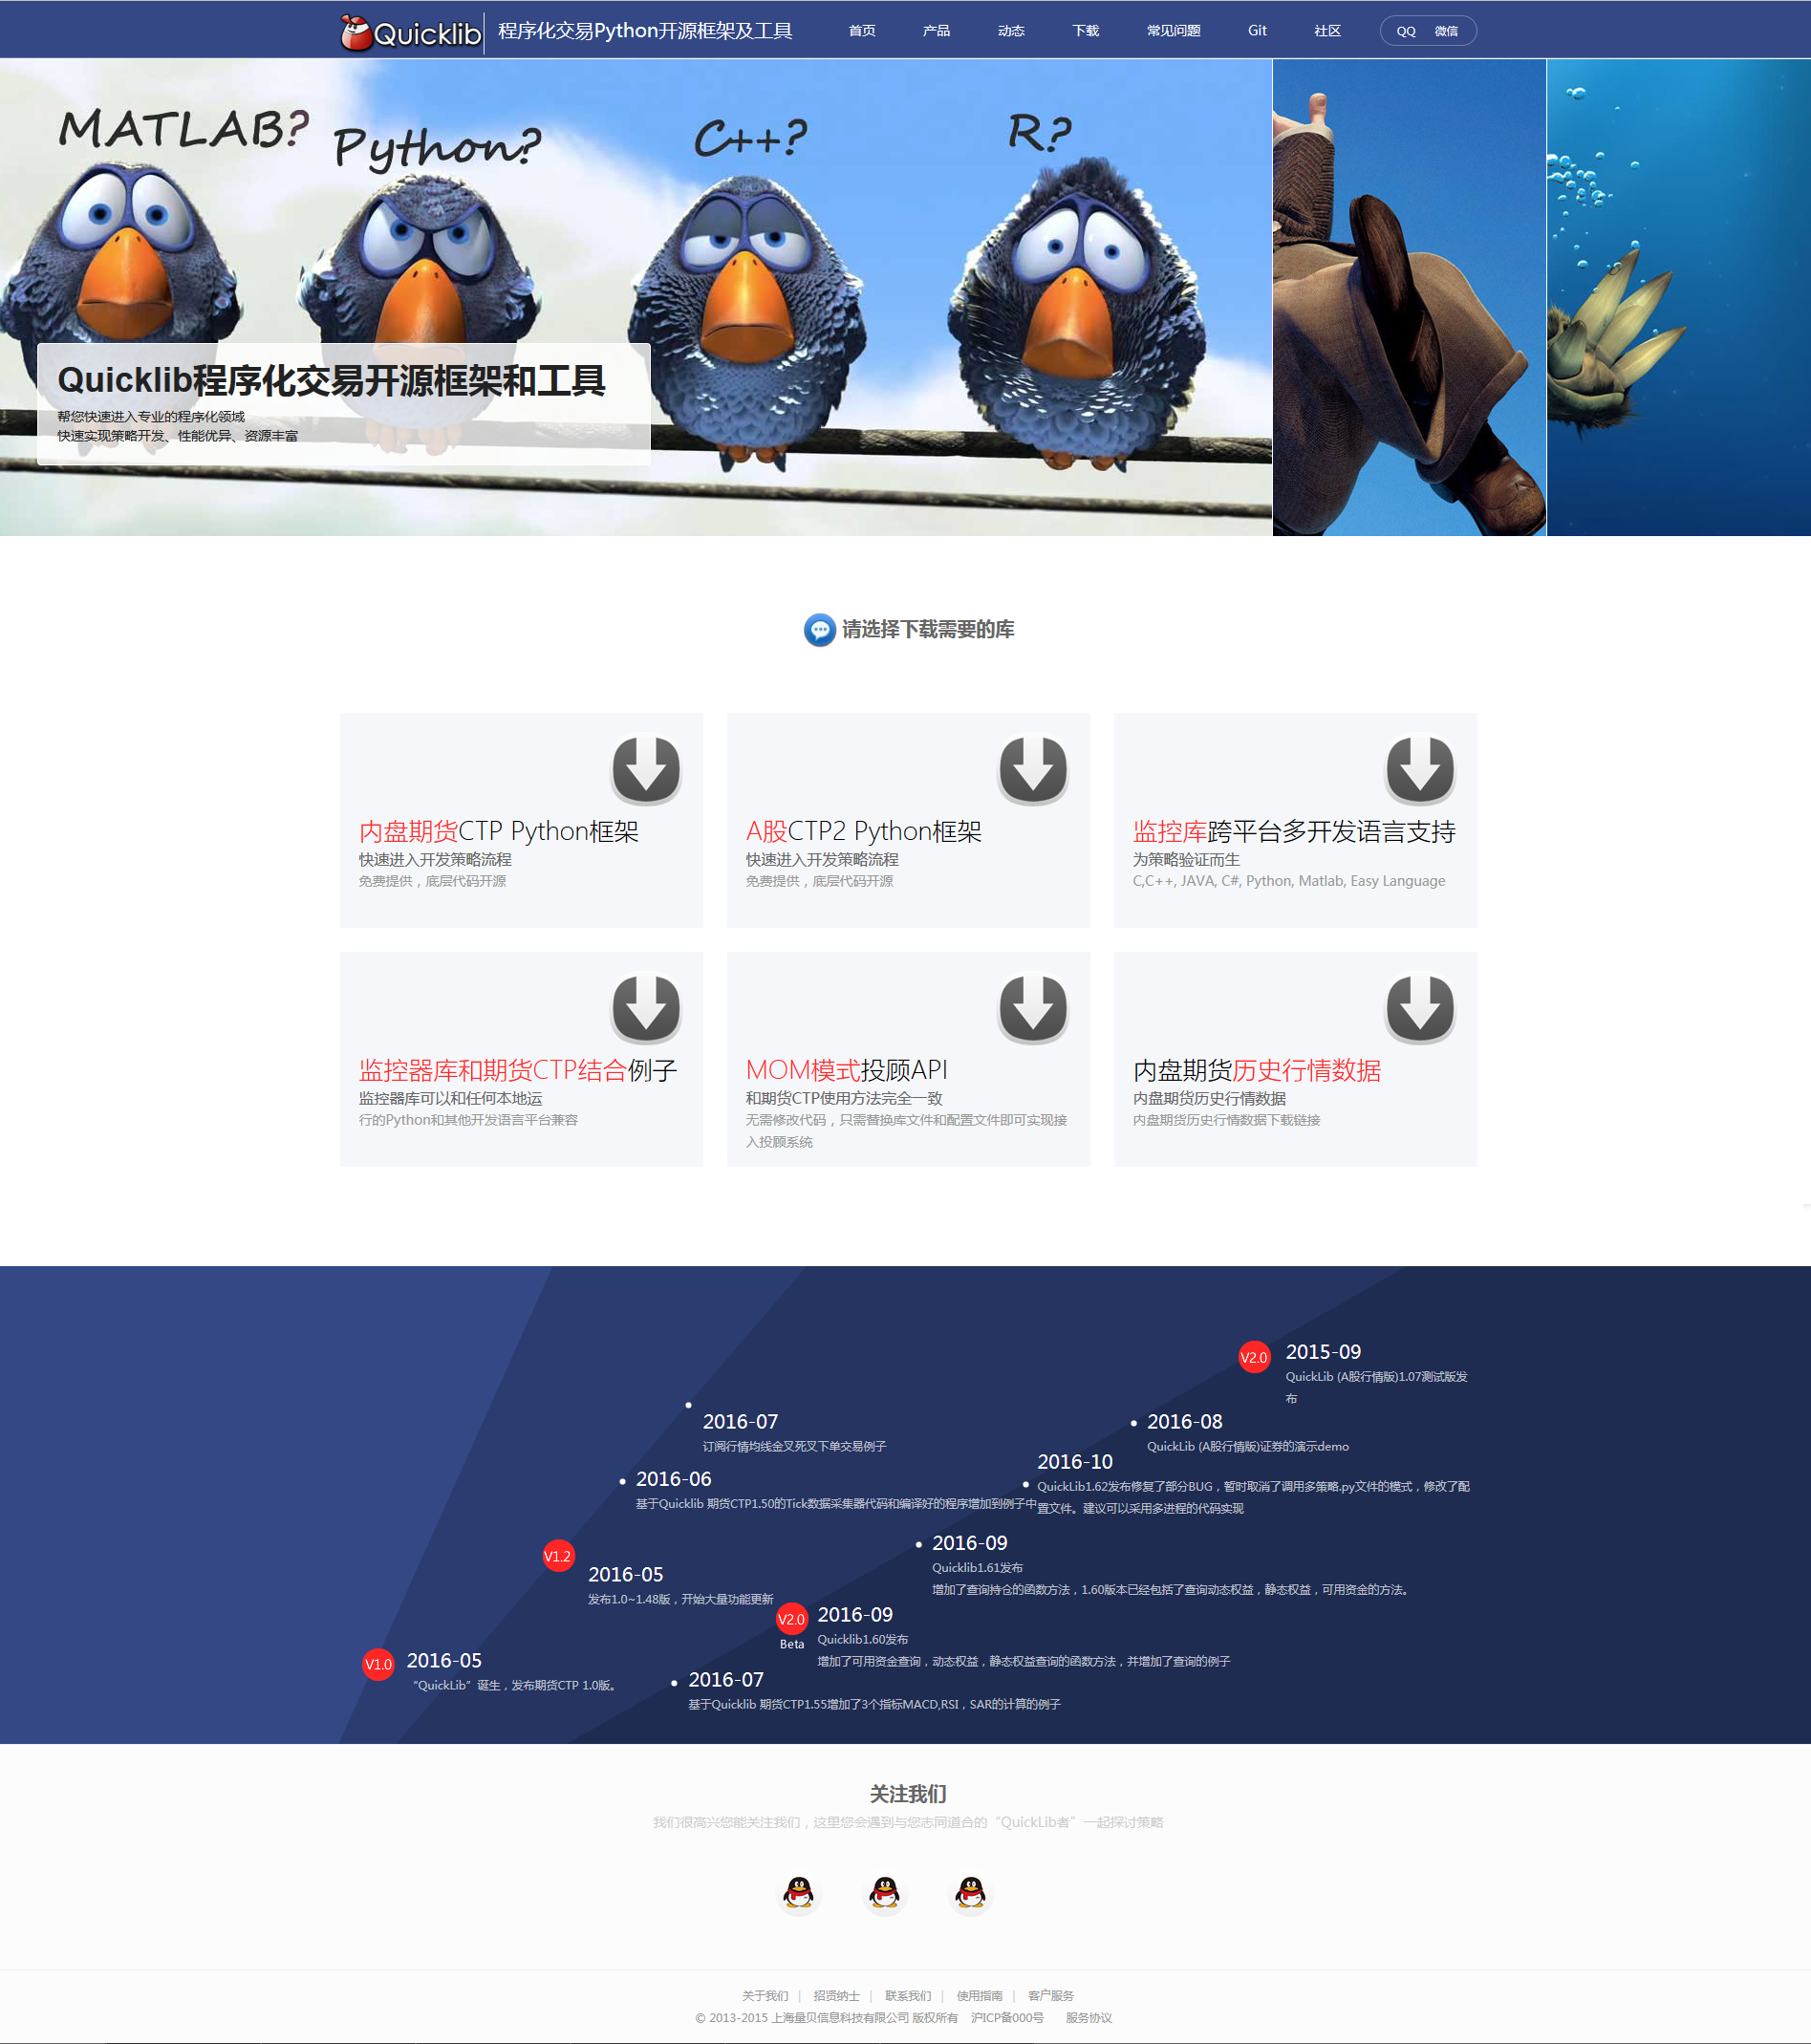 Quicklib 程序化交易Python开源框架及工具 首页 产品 动态 下载 常见问题 Git 社区 QQ 微信
MATLAB? Python? C++? R.?
Quicklib程序化交易开源框架和工具
帮您快速进入专业的程序化领域
快速实现策略开发、性能优异、资源丰富
请选择下载需要的库
内盘期货CTP Python框架
快速进入开发策略流程
免费提供，底层代码开源
A股CTP2 Python框架
快速进入开发策略流程
免费提供，底层代码开源
监控库跨平台多开发语言支持
为策略验证而生
C,C++, JAVA, C#, Python, Matlab, Easy Language
监控器库和期货CTP结合例子
监控器库可以和任何本地运
行的Python和其他开发语言平台兼容
MOM模式投顾API
和期货CTP使用方法完全一致
无需修改代码，只需替换库文件和配置文件即可实现接
入投顾系统
内盘期货历史行情数据
内盘期货历史行情数据
内盘期货历史行情数据下载链接
V2.0 2015-09
QuickLib (A股行情版)1.07测试版发
布
2016-07
订阅行情均线金叉死叉下单交易例子
2016-08
QuickLib (A股行情版)证券的演示demo
2016-10
QuickLib1.62发布修复了部分BUG，暂时取消了调用多策略.py文件的模式，修改了配
置文件。建议可以采用多进程的代码实现
2016-06
基于Quicklib 期货CTP1.50的Tick数据采集器代码和编译好的程序增加到例子中
2016-09
Quicklib1.61发布
增加了查询持仓的函数方法，1.60版本已经包括了查询动态权益，静态权益，可用资金的方法。
V1.2
2016-05
发布1.0~1.48版，开始大量功能更新
V2.0
Beta
2016-09
Quicklib1.60发布
增加了可用资金查询，动态权益，静态权益查询的函数方法，并增加了查询的例子
V1.0 2016-05
“QuickLib”诞生，发布期货CTP 1.0版。
2016-07
基于Quicklib 期货CTP1.55增加了3个指标MACD,RSI，SAR的计算的例子
关注我们
我们很高兴您能关注我们，这里您会遇到与您志同道合的“QuickLib者”一起探讨策略
关于我们 | 招贤纳士 | 联系我们 | 使用指南 | 客户服务
© 2013-2015 上海量贝信息科技有限公司 版权所有 沪ICP备000号 服务协议